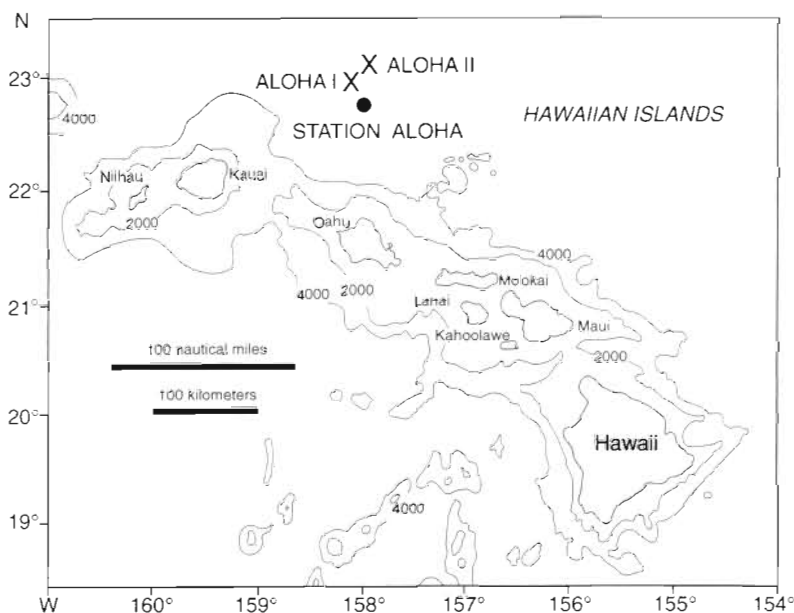 N
23°
ALOHA II
ALOHA I
STATION ALOHA
HAWAIIAN ISLANDS
4000
22°
Niihau
Kauai
2000
Oahu
4000
4000
2000
21°
Lanai
Molokai
Kahoolawe
Maui
2000
100 nautical miles
100 kilometers
20°
Hawaii
4000
19°
W
160°
159°
158°
157°
156°
155°
154°